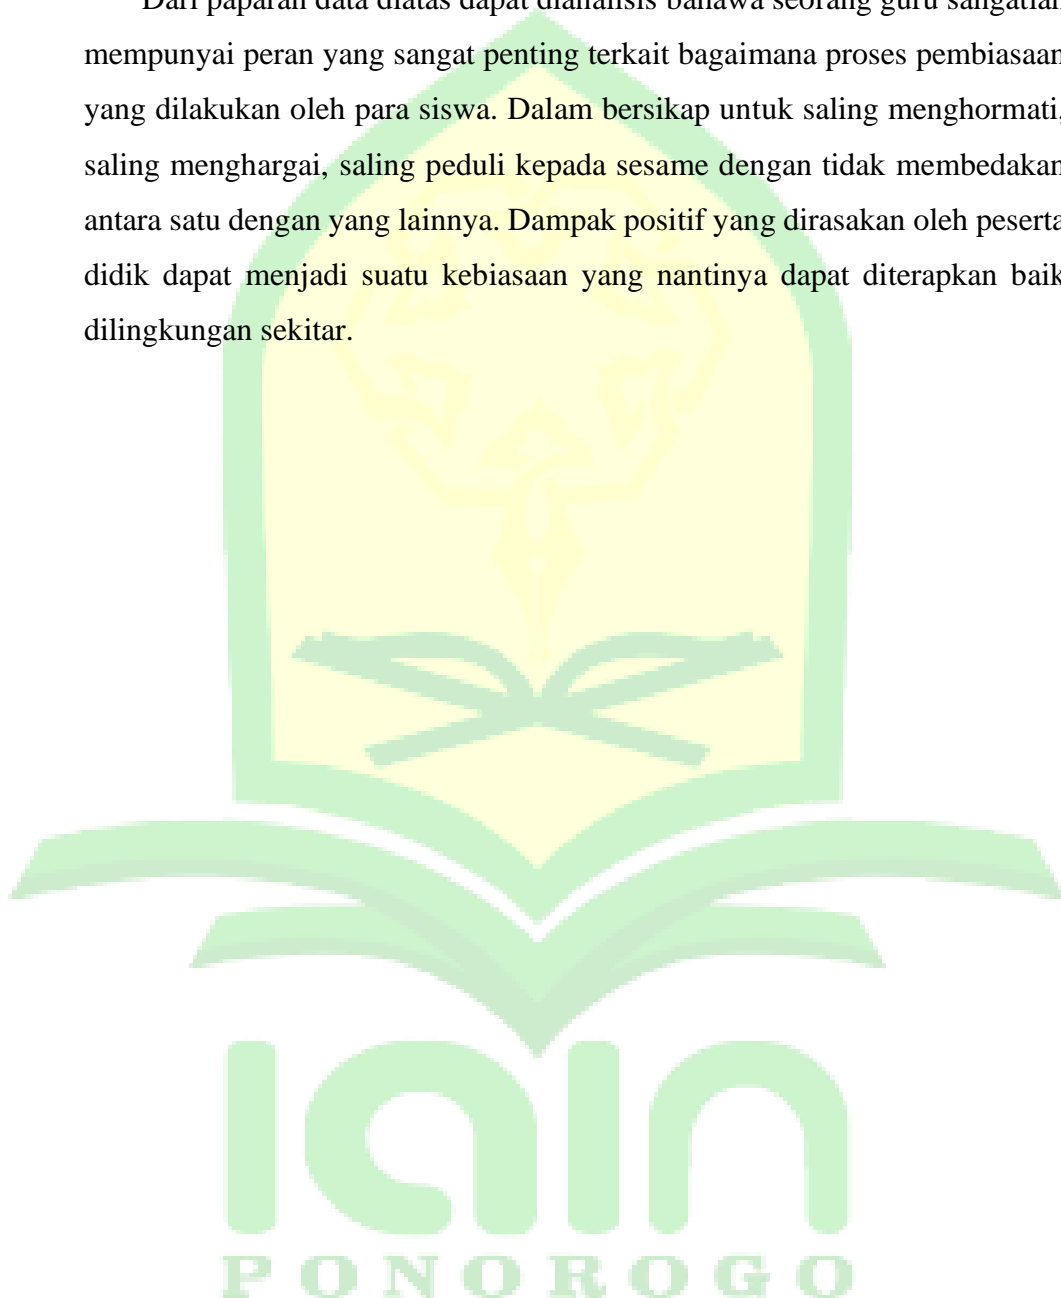 Dari paparan data diatas dapat dianalisis bahawa seorang guru sangatlah
mempunyai peran yang sangat penting terkait bagaimana proses pembiasaan
yang dilakukan oleh para siswa. Dalam bersikap untuk saling menghormati,
saling menghargai, saling peduli kepada sesame dengan tidak membedakan
antara satu dengan yang lainnya. Dampak positif yang dirasakan oleh peserta
didik dapat menjadi suatu kebiasaan yang nantinya dapat diterapkan baik
dilingkungan sekitar.
IAIN
PONOROGO